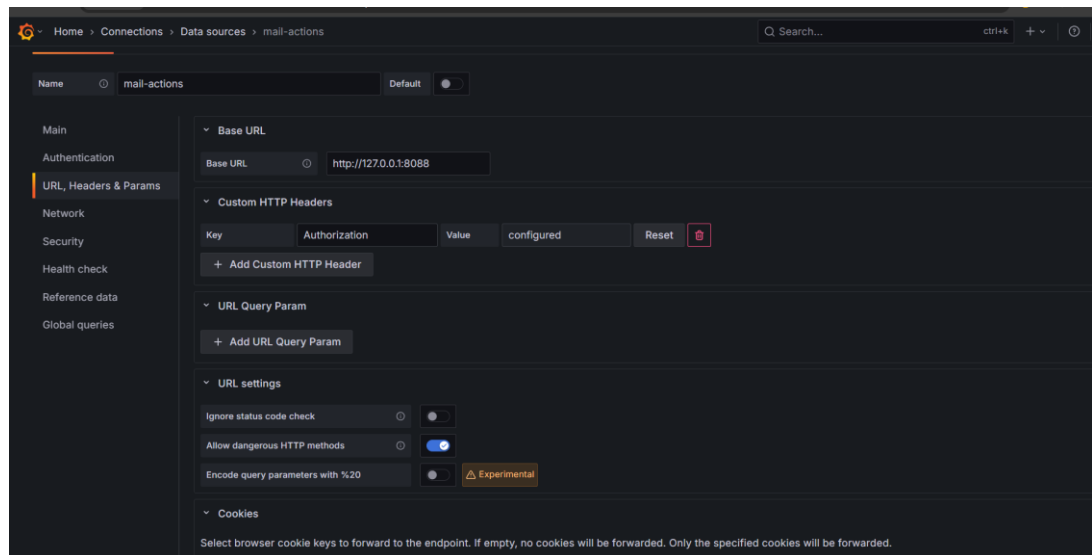 Home > Connections > Data sources > mail-actions
Search...
ctrl+k
Name
mail-actions
Default
Main
Authentication
URL, Headers & Params
Network
Security
Health check
Reference data
Global queries
Base URL
Base URL
http://127.0.0.1:8088
Custom HTTP Headers
Key
Authorization
Value
configured
Reset
+ Add Custom HTTP Header
URL Query Param
+ Add URL Query Param
URL settings
Ignore status code check
Allow dangerous HTTP methods
Encode query parameters with %20
Experimental
Cookies
Select browser cookie keys to forward to the endpoint. If empty, no cookies will be forwarded. Only the specified cookies will be forwarded.